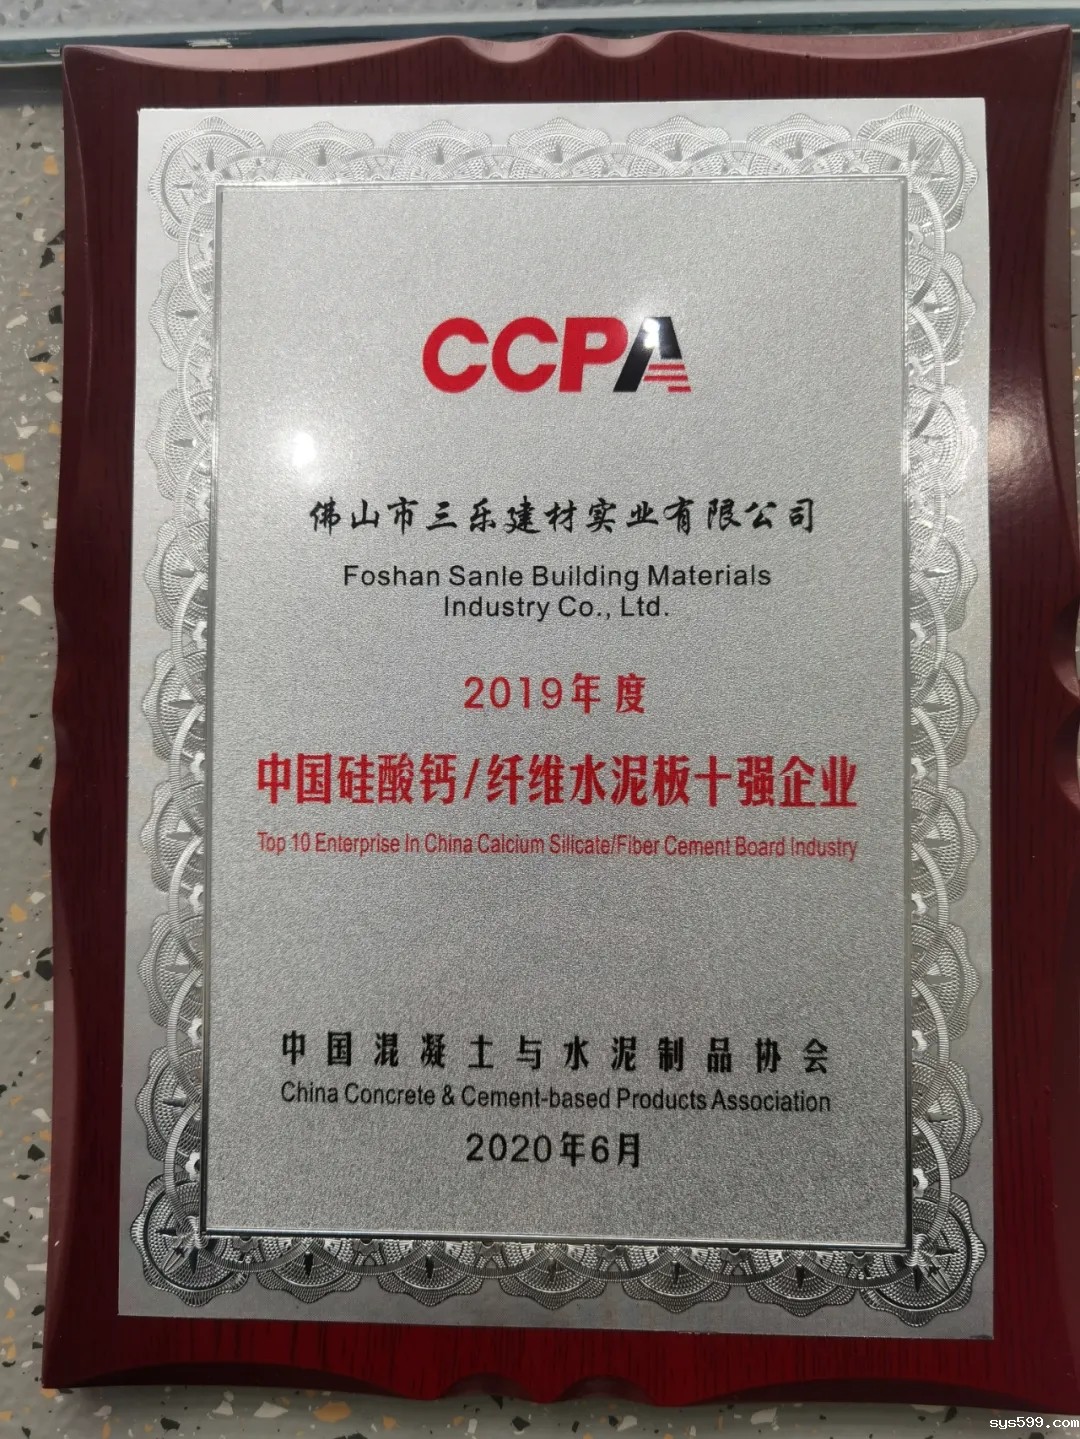 CCPA
佛山市三乐建材实业有限公司
Foshan Sanle Building Materials
Industry Co., Ltd.
2019年度
中国硅酸钙/纤维水泥板十强企业
Top 10 Enterprise In China Calcium Silicate/Fiber Cement Board Industry
中国混凝土与水泥制品协会
China Concrete & Cement-based Products Association
2020年6月
sys599.com